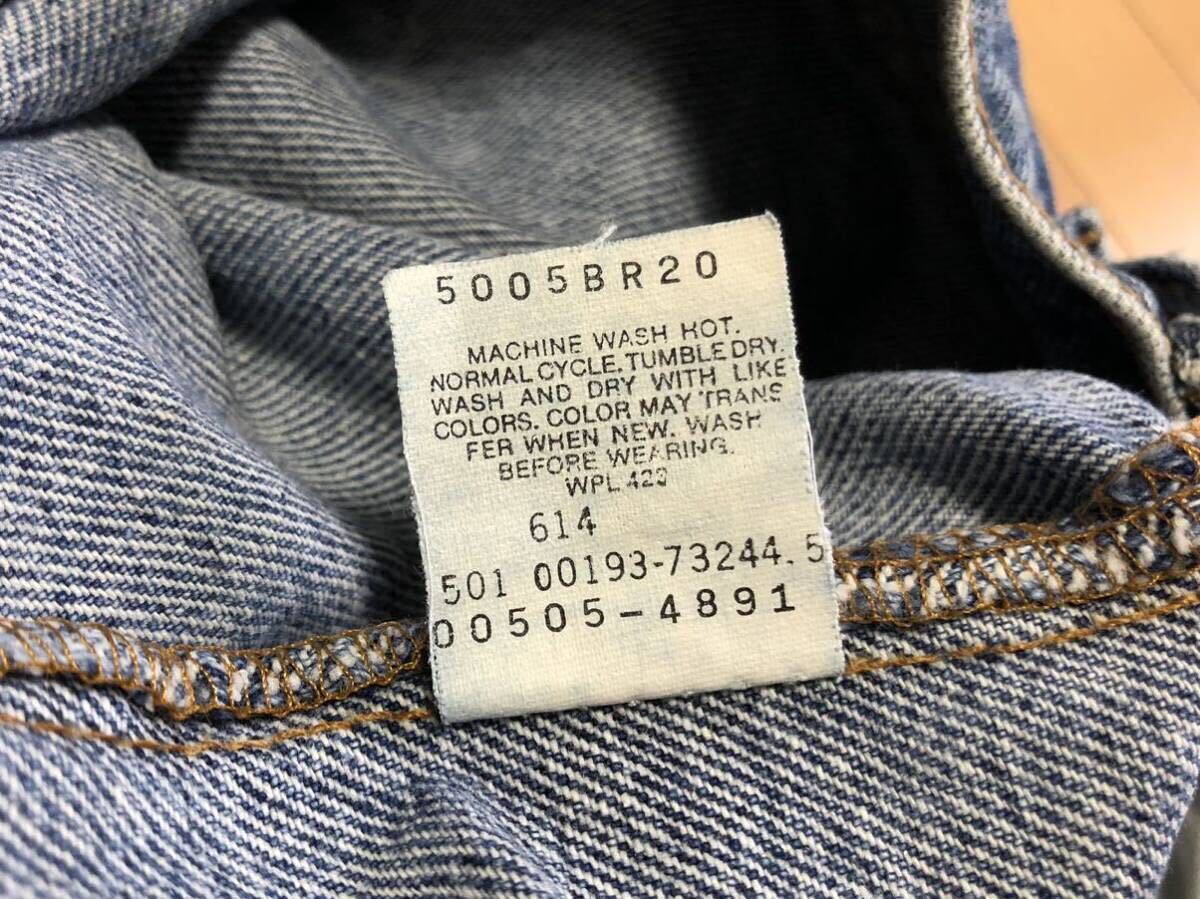 5005BR20
MACHINE WASH HOT.
NORMAL CYCLE. TUMBLE DRY.
WASH AND DRY WITH LIKE
COLORS. COLOR MAY TRANS
FER WHEN NEW. WASH
BEFORE WEARING.
WPL 423
614
501 00193-73244.5
00505-4891